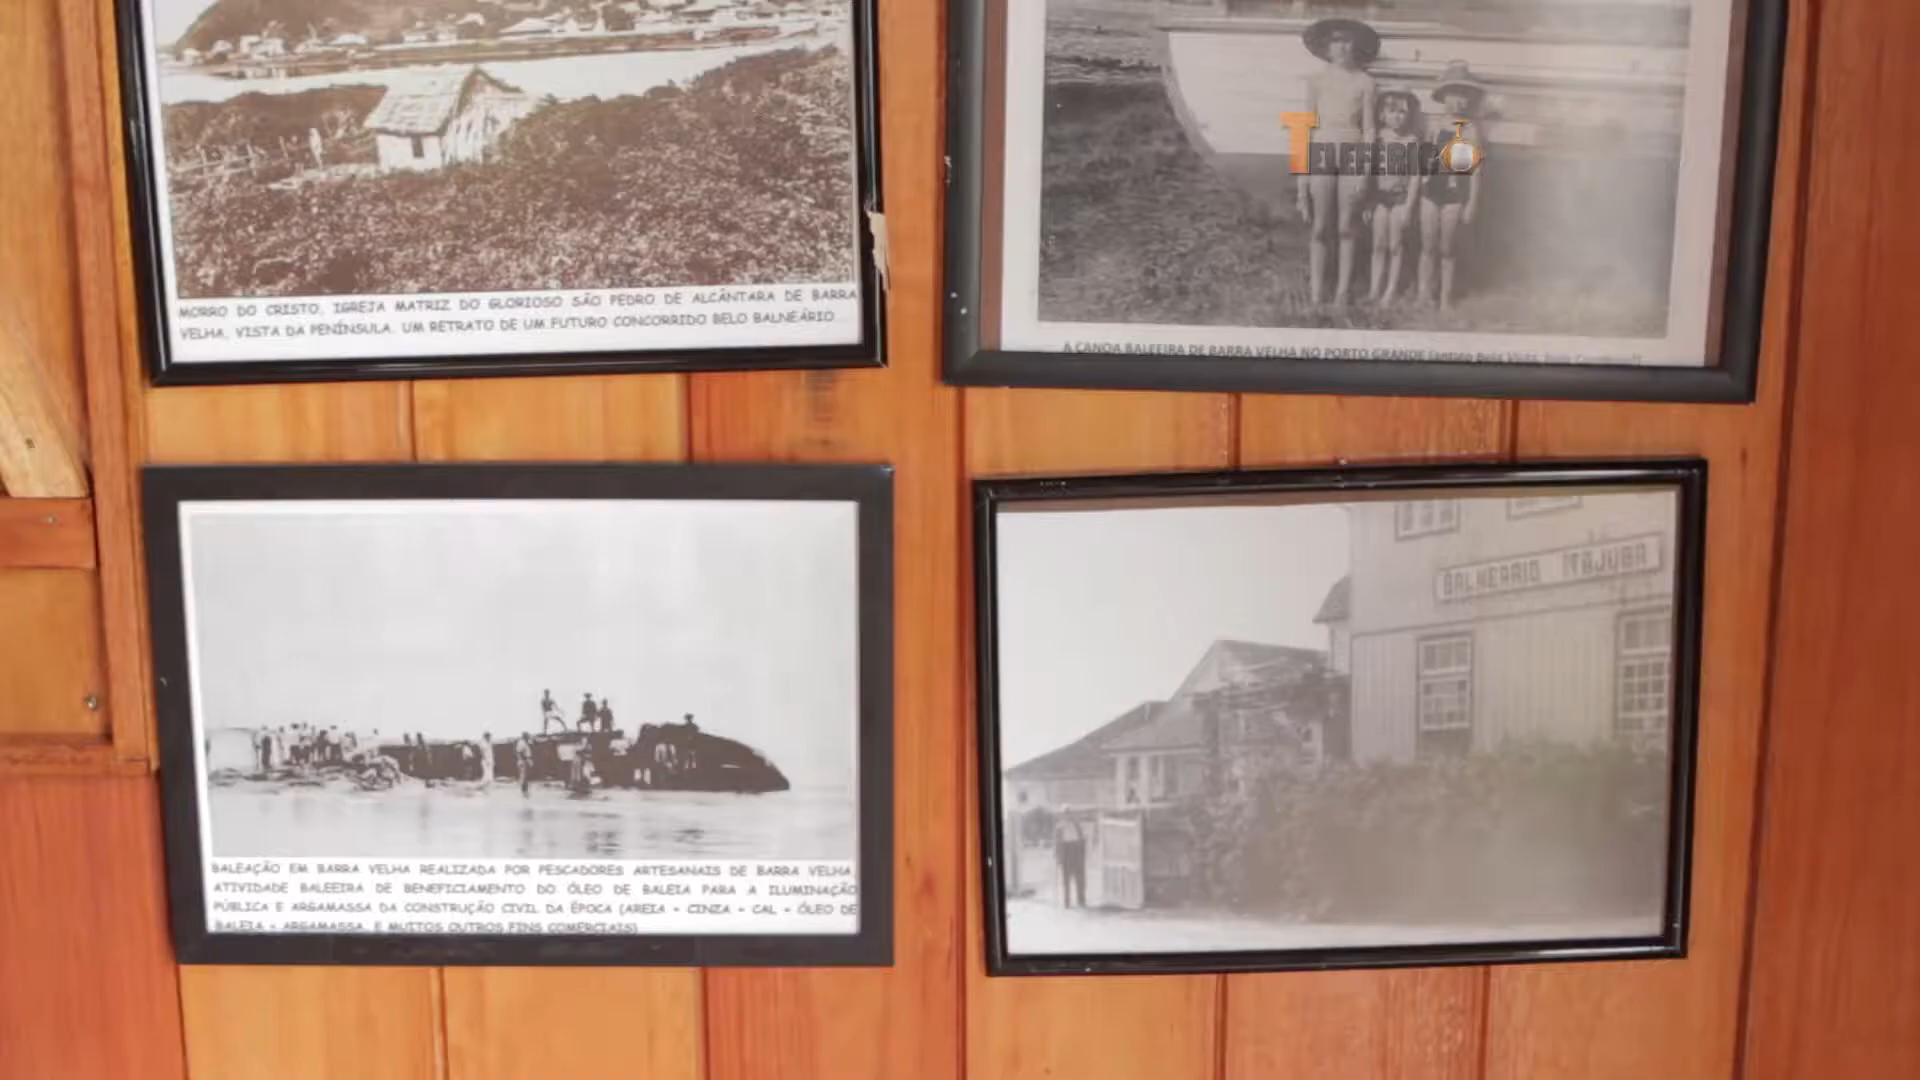 MORRO DO CRISTO, IGREJA MATRIZ DO GLORIOSO SÃO PEDRO DE ALCÂNTARA DE BARRA
VELHA, VISTA DA PENÍNSULA. UM RETRATO DE UM FUTURO CONCORRIDO BELO BALNEÁRIO
TELEFÉRICO
A CANOA BALEEIRA DE BARRA VELHA NO PORTO GRANDE
BALEAÇÃO EM BARRA VELHA REALIZADA POR PESCADORES ARTESANAIS DE BARRA VELHA,
ATIVIDADE BALEEIRA DE BENEFICIAMENTO DO ÓLEO DE BALEIA PARA A ILUMINAÇÃO
PÚBLICA E ARGAMASSA DA CONSTRUÇÃO CIVIL DA ÉPOCA (AREIA + CINZA + CAL + ÓLEO DE
BALEIA = ARGAMASSA, E MUITOS OUTROS FINS COMERCIAIS)
BALNEARIO ITAJUBA